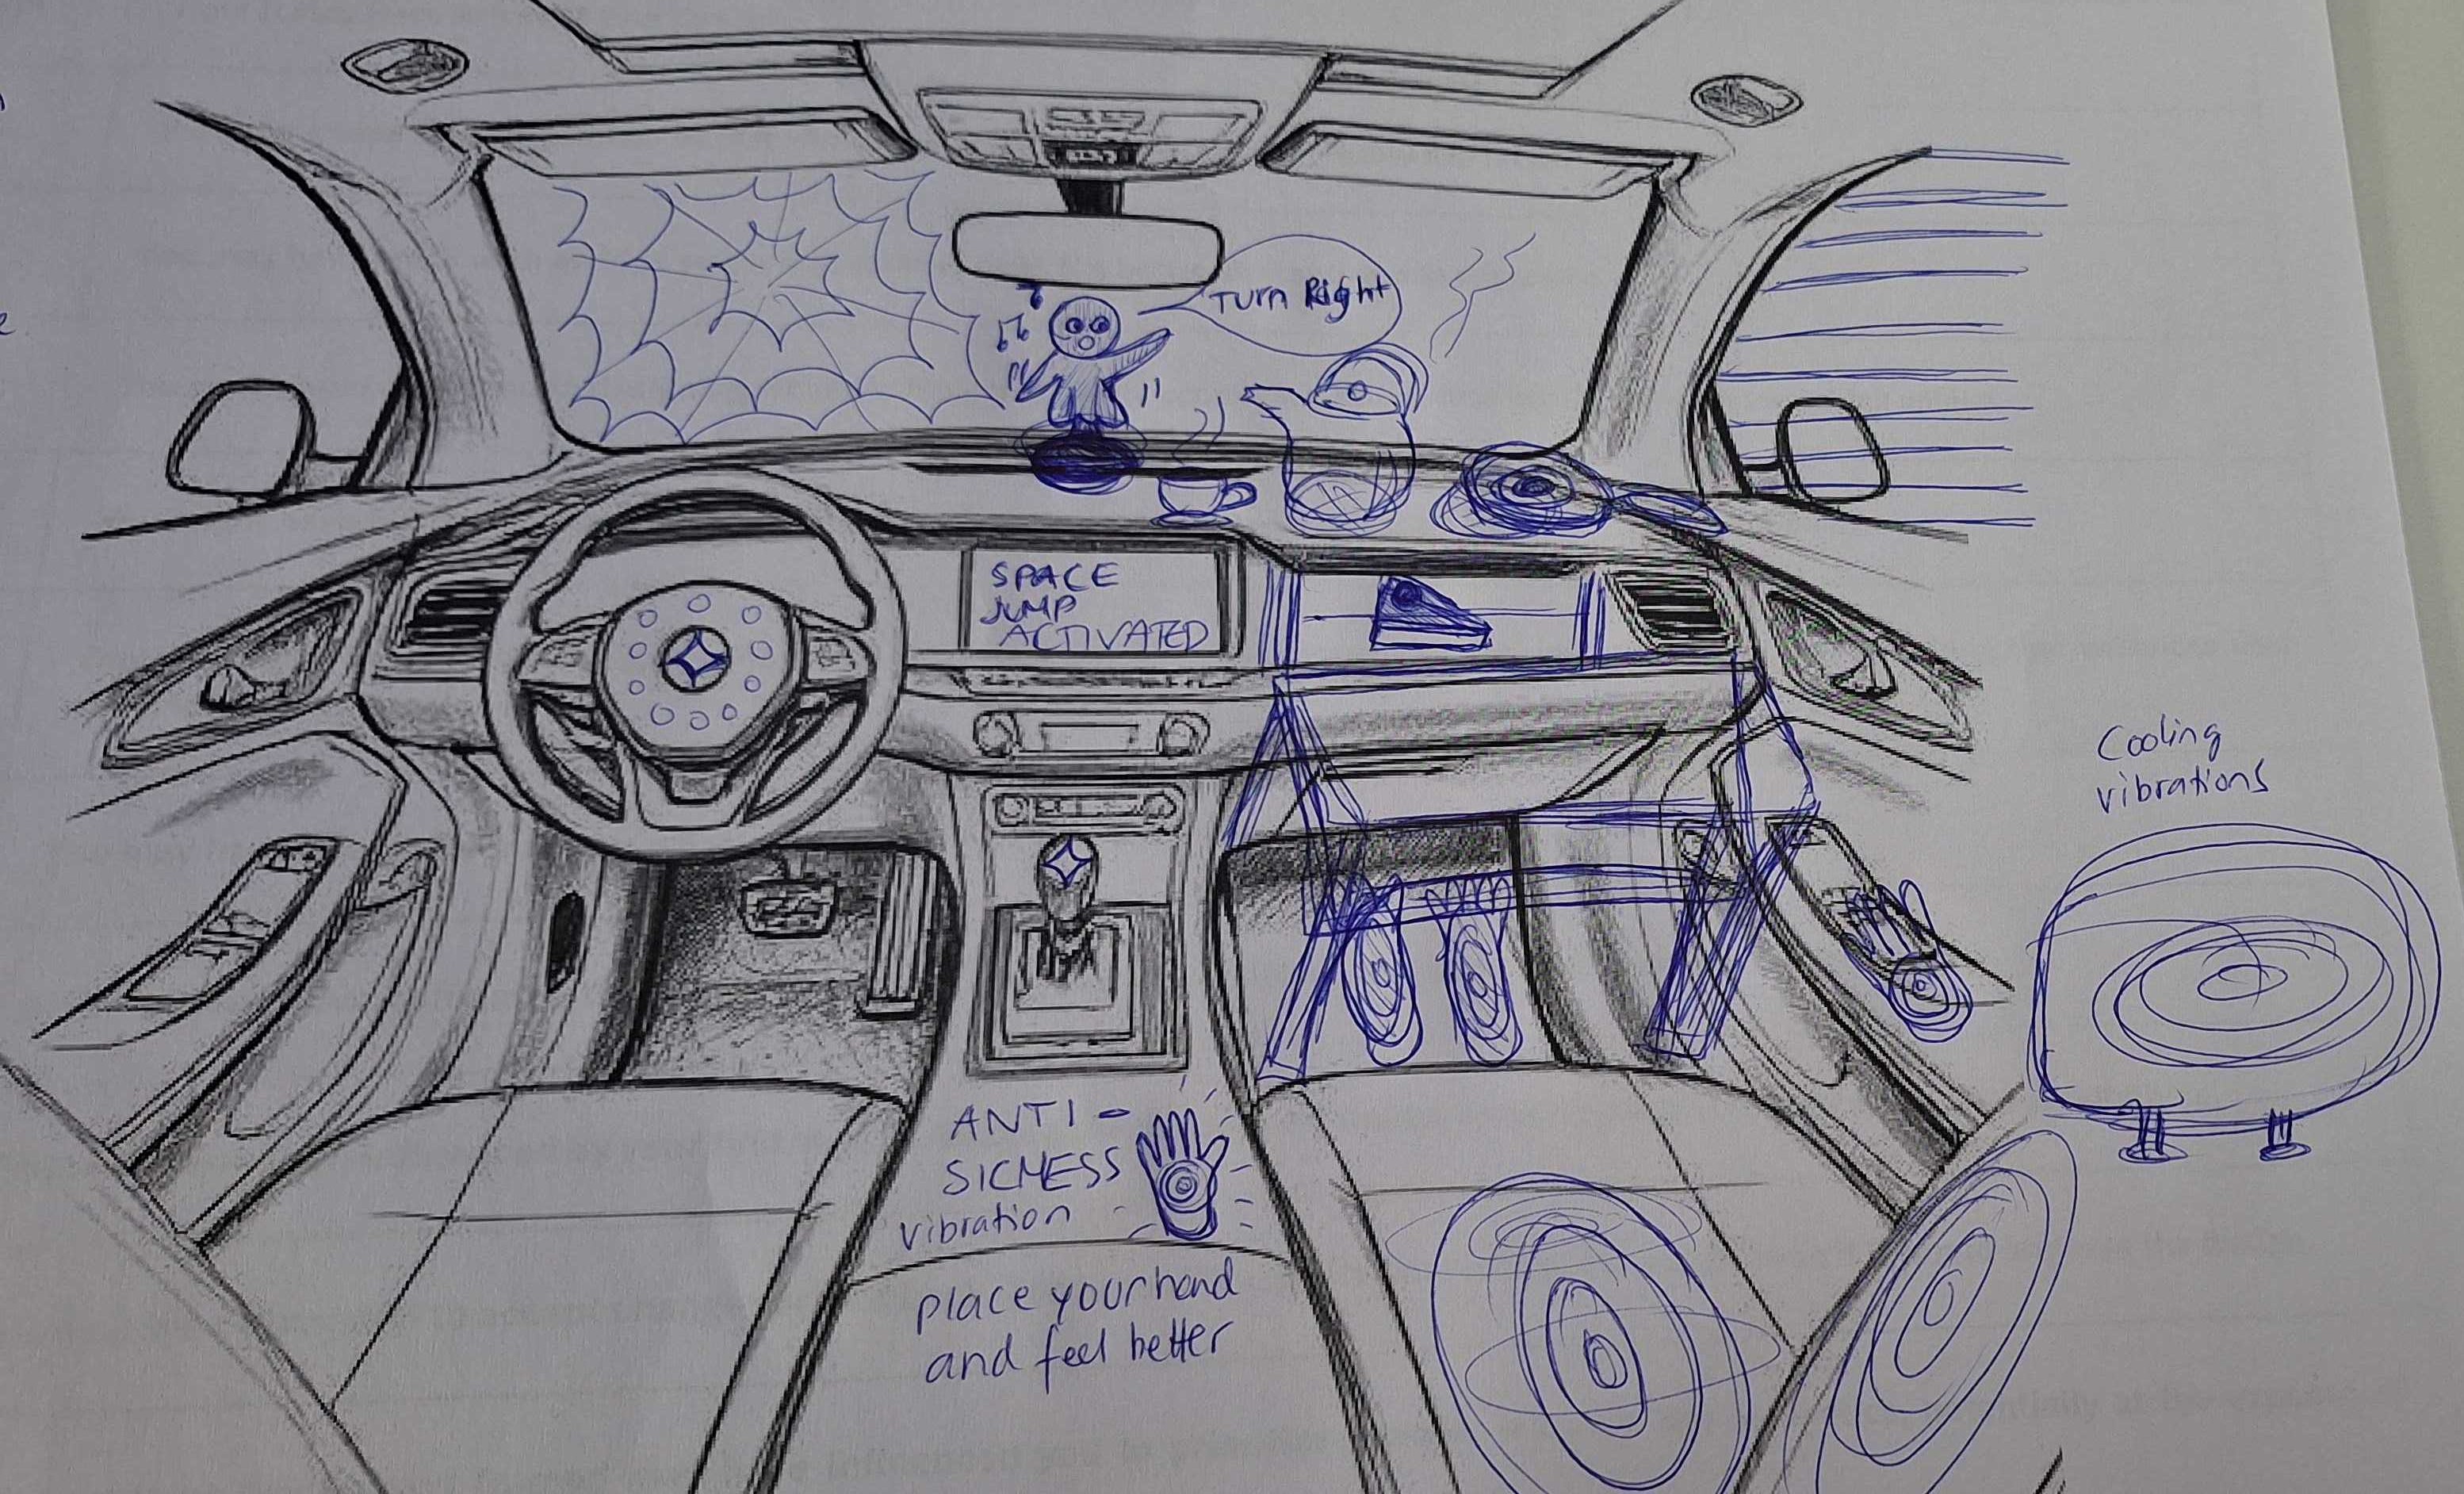 Turn Right
SPACE
JUMP
ACTIVATED
Cooling
vibrations
ANTI -
SICNESS
vibration
place your hand
and feel better